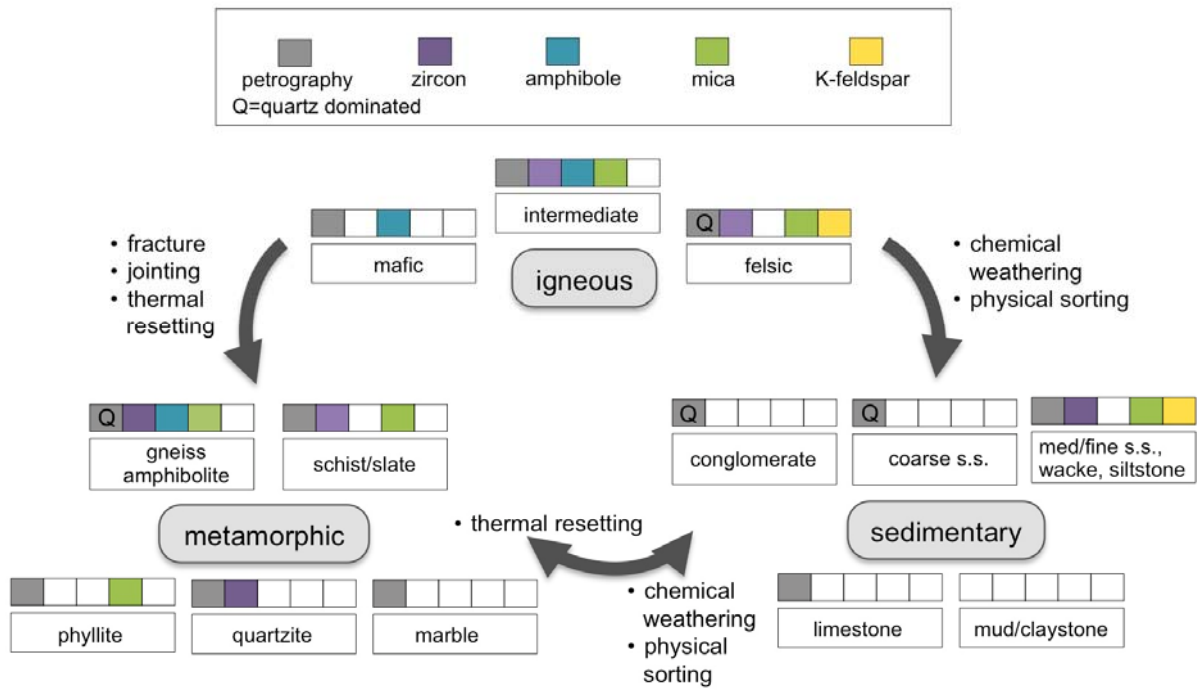 petrography
zircon
amphibole
mica
K-feldspar
Q=quartz dominated
intermediate
mafic
Q
felsic
igneous
• fracture
• jointing
• thermal
resetting
• chemical
weathering
• physical sorting
Q
gneiss
amphibolite
schist/slate
Q
conglomerate
Q
coarse s.s.
med/fine s.s.,
wacke, siltstone
metamorphic
• thermal resetting
sedimentary
phyllite
quartzite
marble
• chemical
weathering
• physical
sorting
limestone
mud/claystone